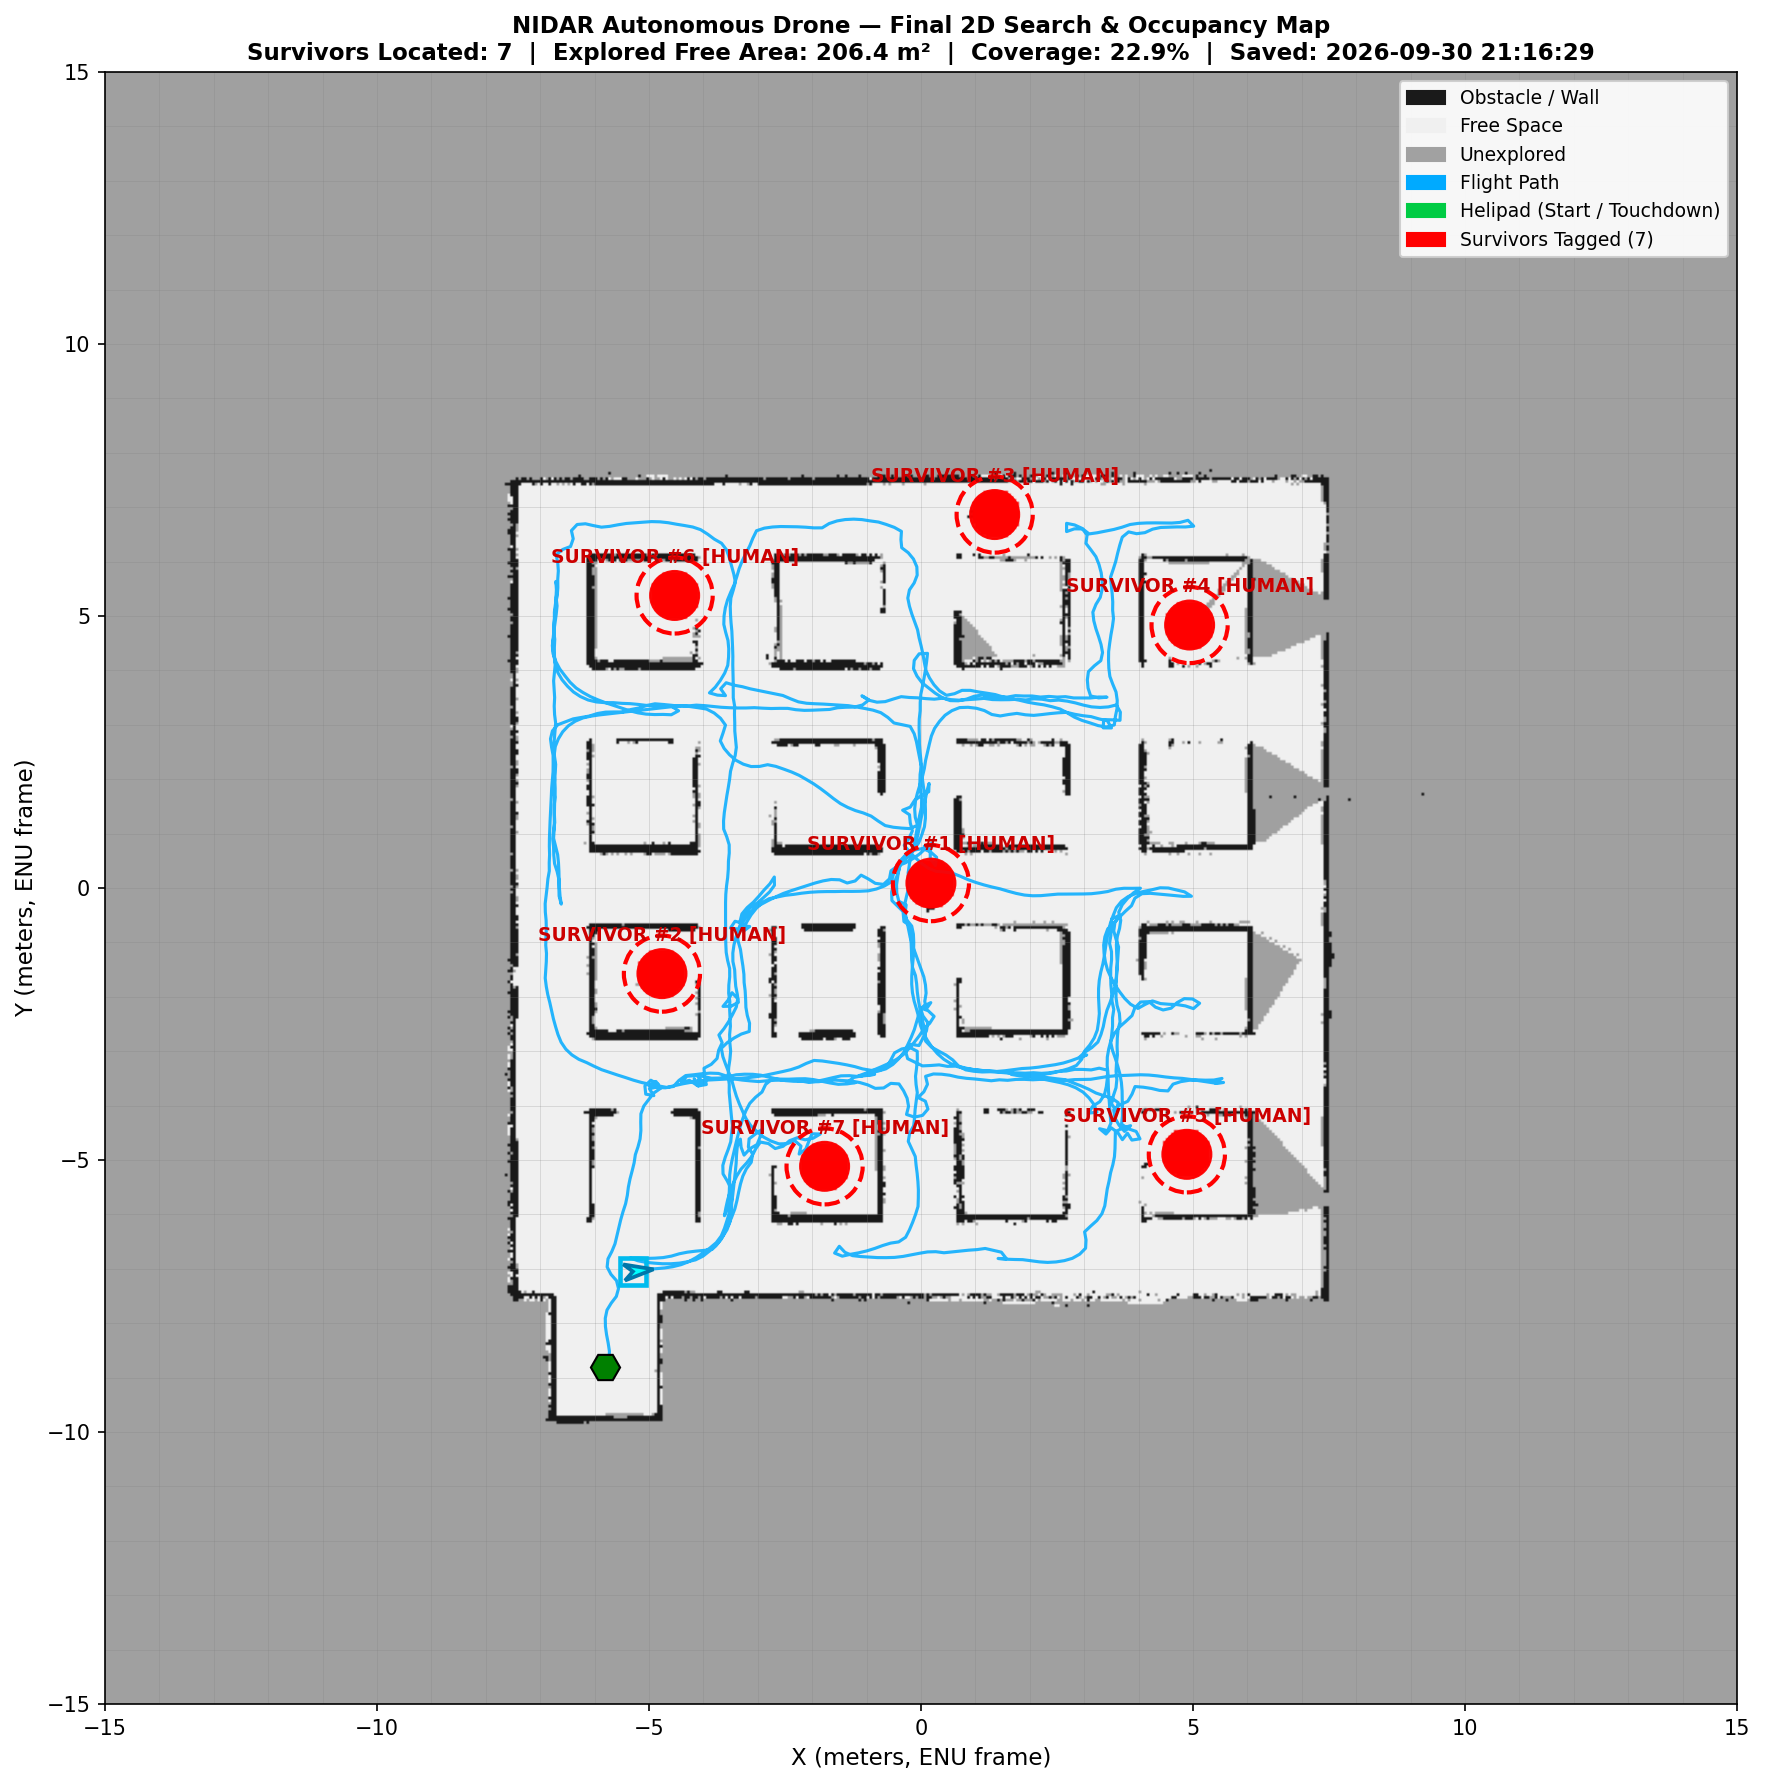 NIDAR Autonomous Drone — Final 2D Search & Occupancy Map
Survivors Located: 7 | Explored Free Area: 206.4 m² | Coverage: 22.9% | Saved: 2026-09-30 21:16:29
Obstacle / Wall
Free Space
Unexplored
Flight Path
Helipad (Start / Touchdown)
Survivors Tagged (7)
SURVIVOR #3 [HUMAN]
SURVIVOR #6 [HUMAN]
SURVIVOR #4 [HUMAN]
SURVIVOR #1 [HUMAN]
SURVIVOR #2 [HUMAN]
SURVIVOR #5 [HUMAN]
SURVIVOR #7 [HUMAN]
15
10
5
0
−5
−10
−15
Y (meters, ENU frame)
−15
−10
−5
0
5
10
15
X (meters, ENU frame)